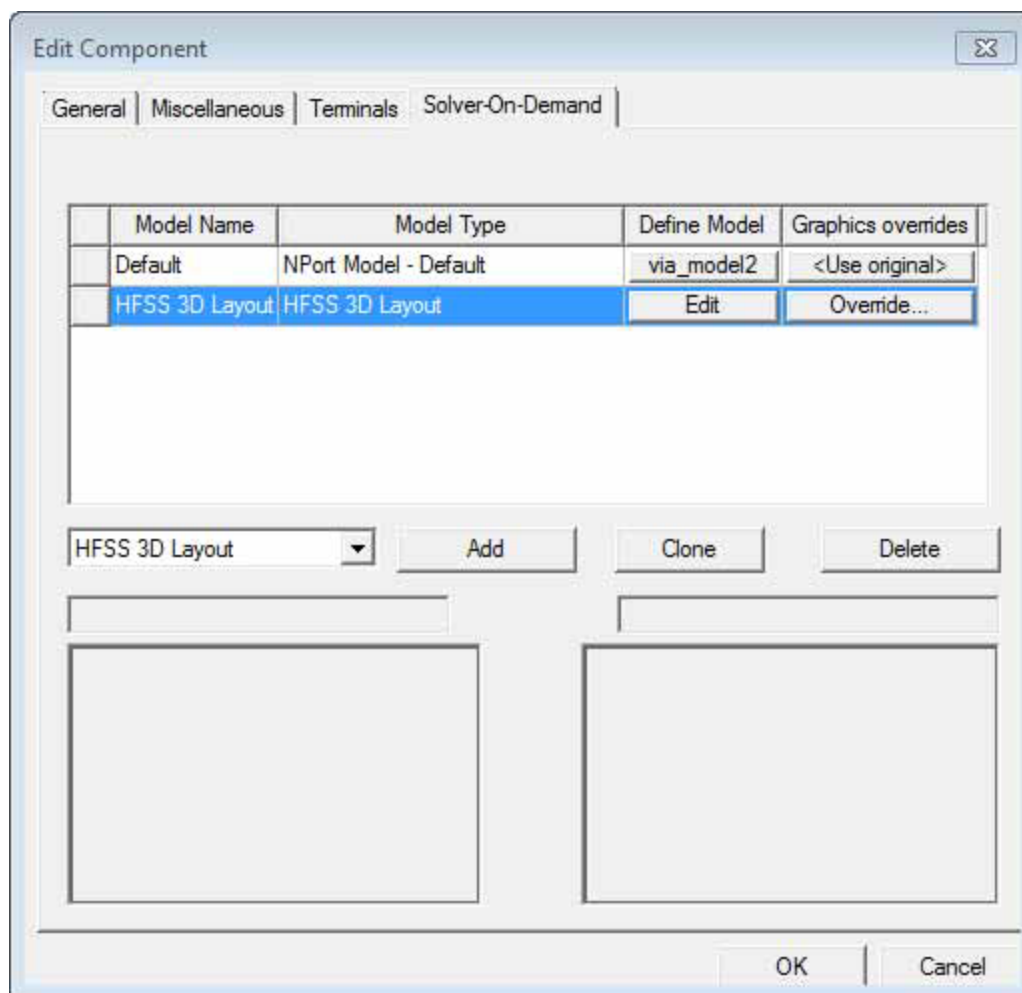 Edit Component
General Miscellaneous Terminals Solver-On-Demand
Model Name Model Type Define Model Graphics overrides
Default NPort Model - Default via_model2 <Use original>
HFSS 3D Layout HFSS 3D Layout Edit Override...
HFSS 3D Layout Add Clone Delete
OK Cancel